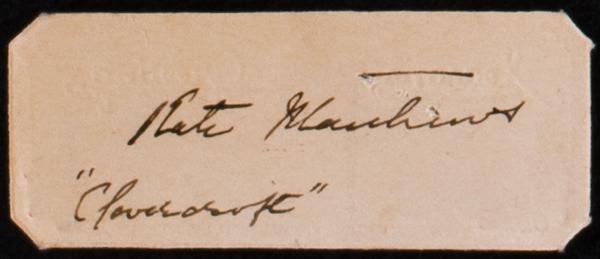 Kate Matthews
"Clovercroft"